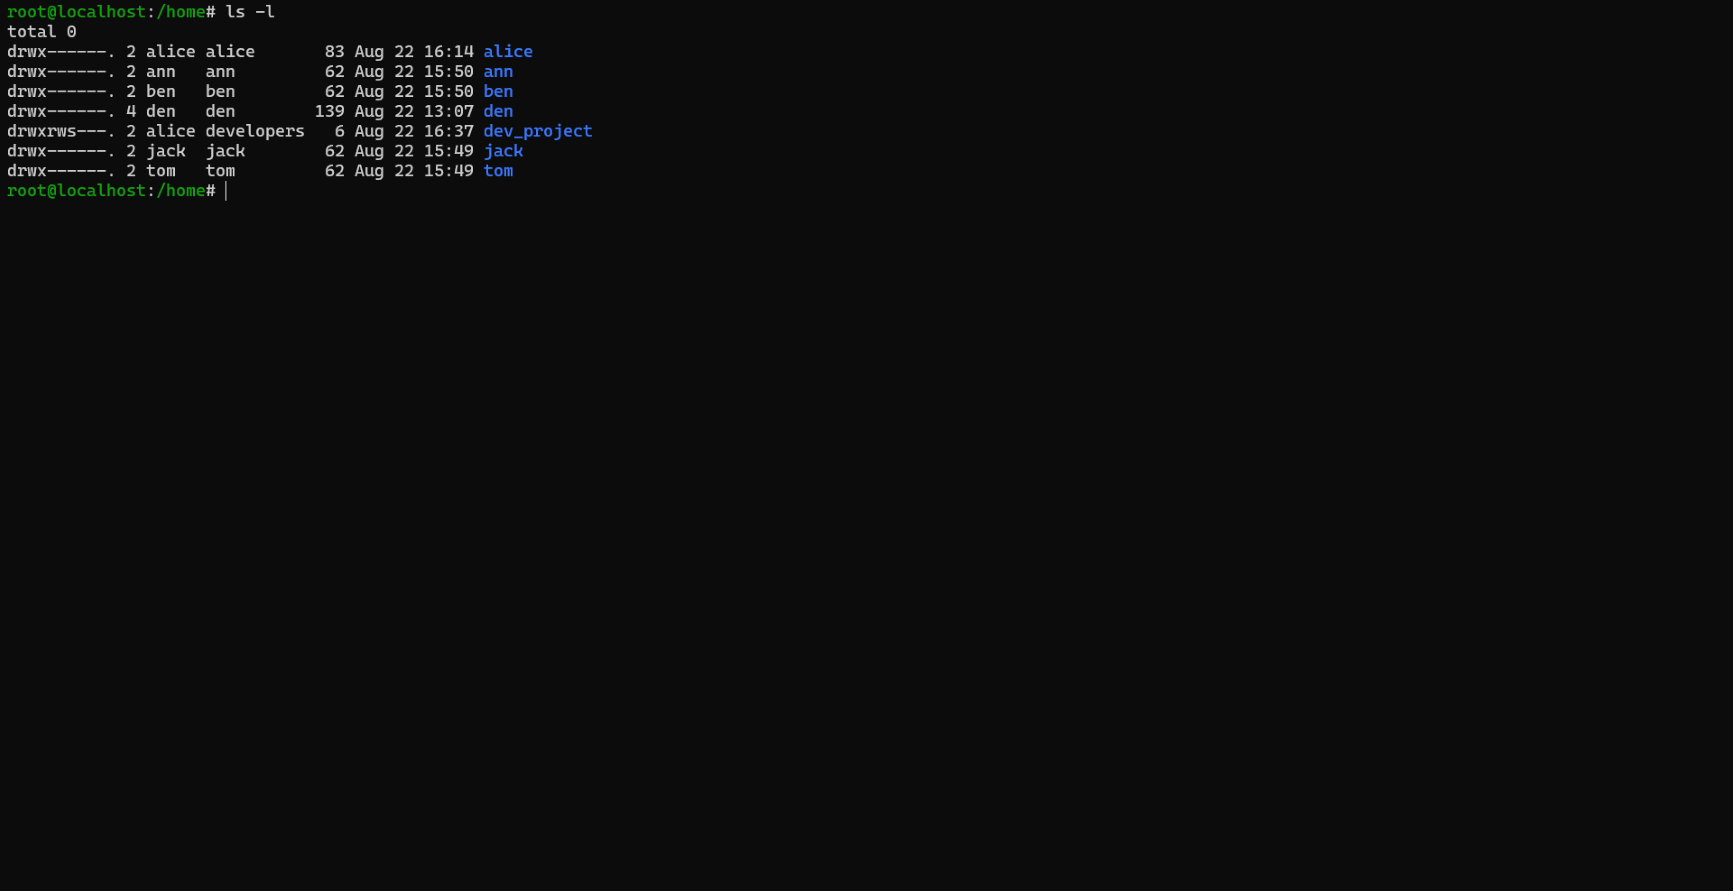 root@localhost:/home# ls -l
total 0
drwx------. 2 alice alice       83 Aug 22 16:14 alice
drwx------. 2 ann   ann         62 Aug 22 15:50 ann
drwx------. 2 ben   ben         62 Aug 22 15:50 ben
drwx------. 4 den   den        139 Aug 22 13:07 den
drwxrws---. 2 alice developers   6 Aug 22 16:37 dev_project
drwx------. 2 jack  jack        62 Aug 22 15:49 jack
drwx------. 2 tom   tom         62 Aug 22 15:49 tom
root@localhost:/home#